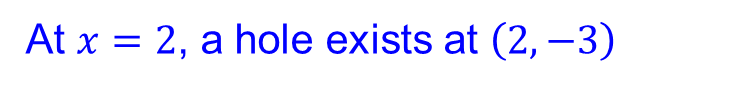 At x = 2, a hole exists at (2, −3)